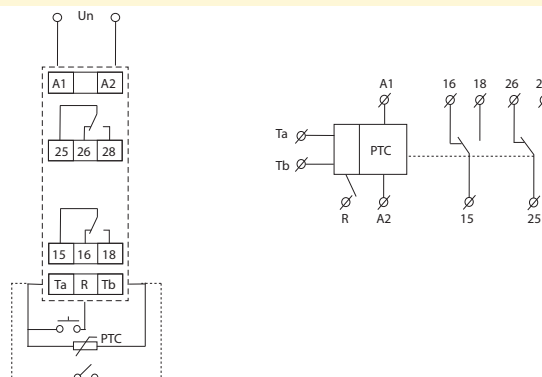 Un
A1 A2
25 26 28
15 16 18
Ta R Tb
PTC
A1 16 18 26
Ta
PTC
Tb
R A2 15 25